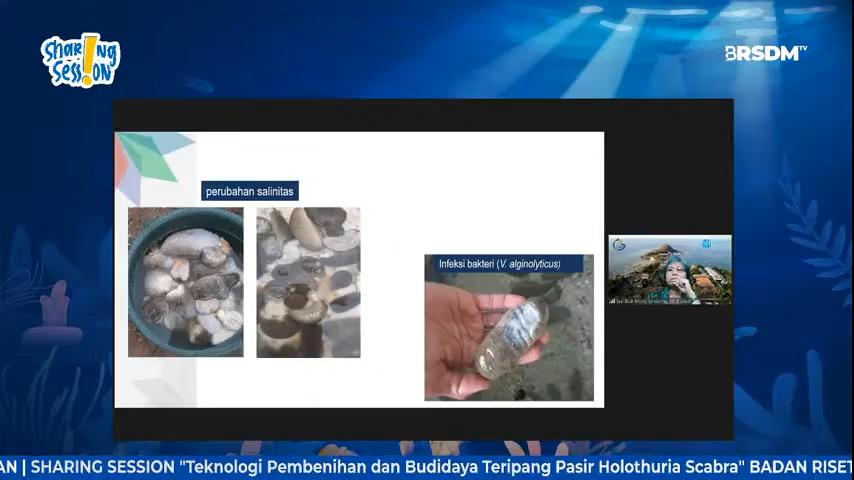 sharing
session
BRSDM TV
perubahan salinitas
Infeksi bakteri (V. alginolyticus)
AN | SHARING SESSION "Teknologi Pembenihan dan Budidaya Teripang Pasir Holothuria Scabra" BADAN RISET